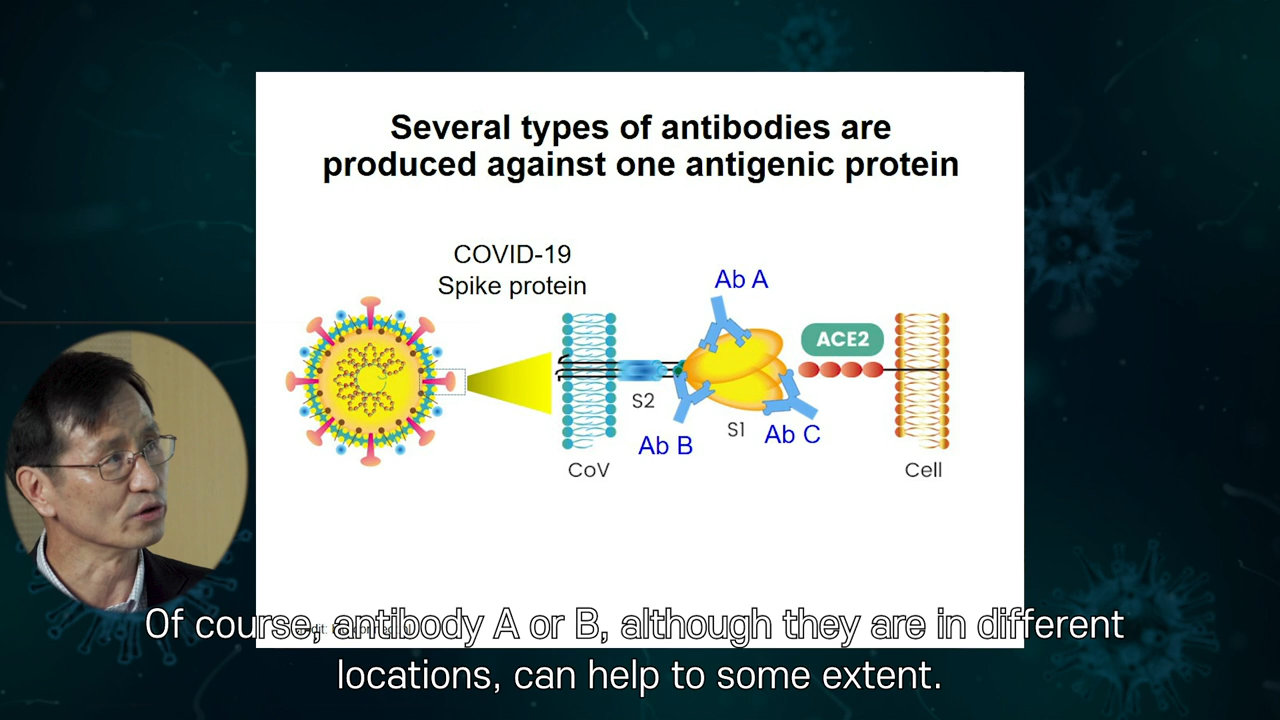 Several types of antibodies are
produced against one antigenic protein
COVID-19
Spike protein
Ab A
ACE2
S2
S1
Ab B
Ab C
CoV
Cell
Of course, antibody A or B, although they are in different
locations, can help to some extent.